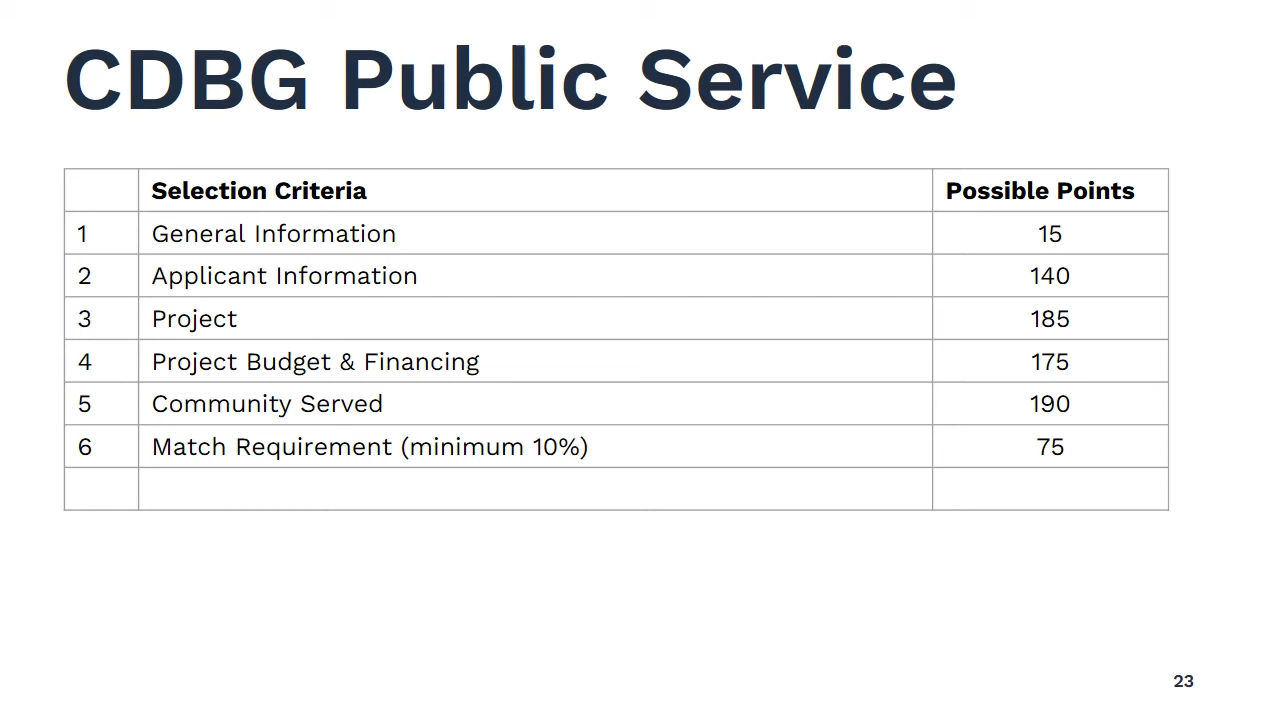 CDBG Public Service
Selection Criteria Possible Points
1 General Information 15
2 Applicant Information 140
3 Project 185
4 Project Budget & Financing 175
5 Community Served 190
6 Match Requirement (minimum 10%) 75
23